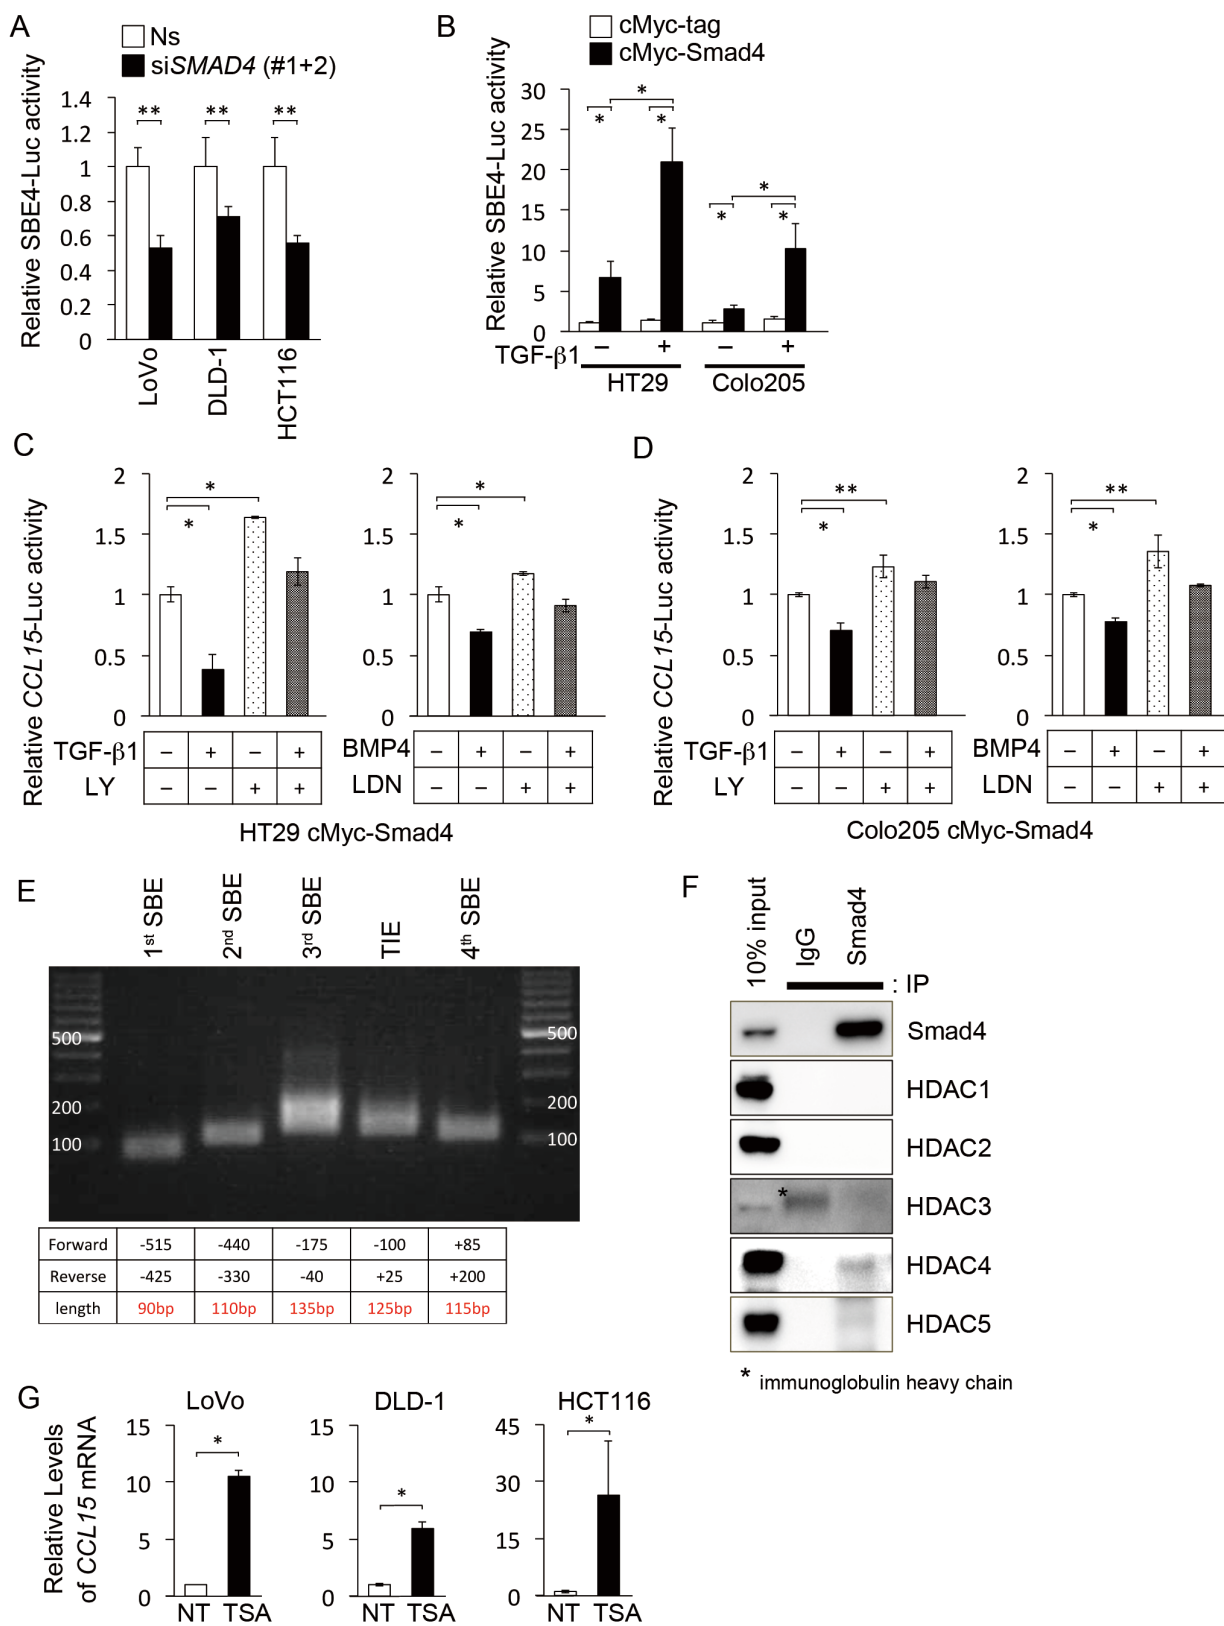 A
Ns
siSMAD4 (#1+2)
Relative SBE4-Luc activity
1.4
1.2
1
0.8
0.6
0.4
0.2
0
** ** **
LoVo
DLD-1
HCT116
B
cMyc-tag
cMyc-Smad4
Relative SBE4-Luc activity
30
25
20
15
10
5
0
* * *
* * *
TGF-β1 – + – +
HT29 Colo205
C
Relative CCL15-Luc activity
2
1.5
1
0.5
0
*
*
TGF-β1 – + – +
LY – – + +
2
1.5
1
0.5
0
*
*
BMP4 – + – +
LDN – – + +
HT29 cMyc-Smad4
D
Relative CCL15-Luc activity
2
1.5
1
0.5
0
**
*
TGF-β1 – + – +
LY – – + +
2
1.5
1
0.5
0
**
*
BMP4 – + – +
LDN – – + +
Colo205 cMyc-Smad4
E
1st SBE
2nd SBE
3rd SBE
TIE
4th SBE
500 500
200 200
100 100
Forward -515 -440 -175 -100 +85
Reverse -425 -330 -40 +25 +200
length 90bp 110bp 135bp 125bp 115bp
F
10% input
IgG
Smad4
: IP
Smad4
HDAC1
HDAC2
* HDAC3
HDAC4
HDAC5
* immunoglobulin heavy chain
G
Relative Levels
of CCL15 mRNA
LoVo
15
10
5
0
*
NT TSA
DLD-1
15
10
5
0
*
NT TSA
HCT116
45
30
15
0
*
NT TSA